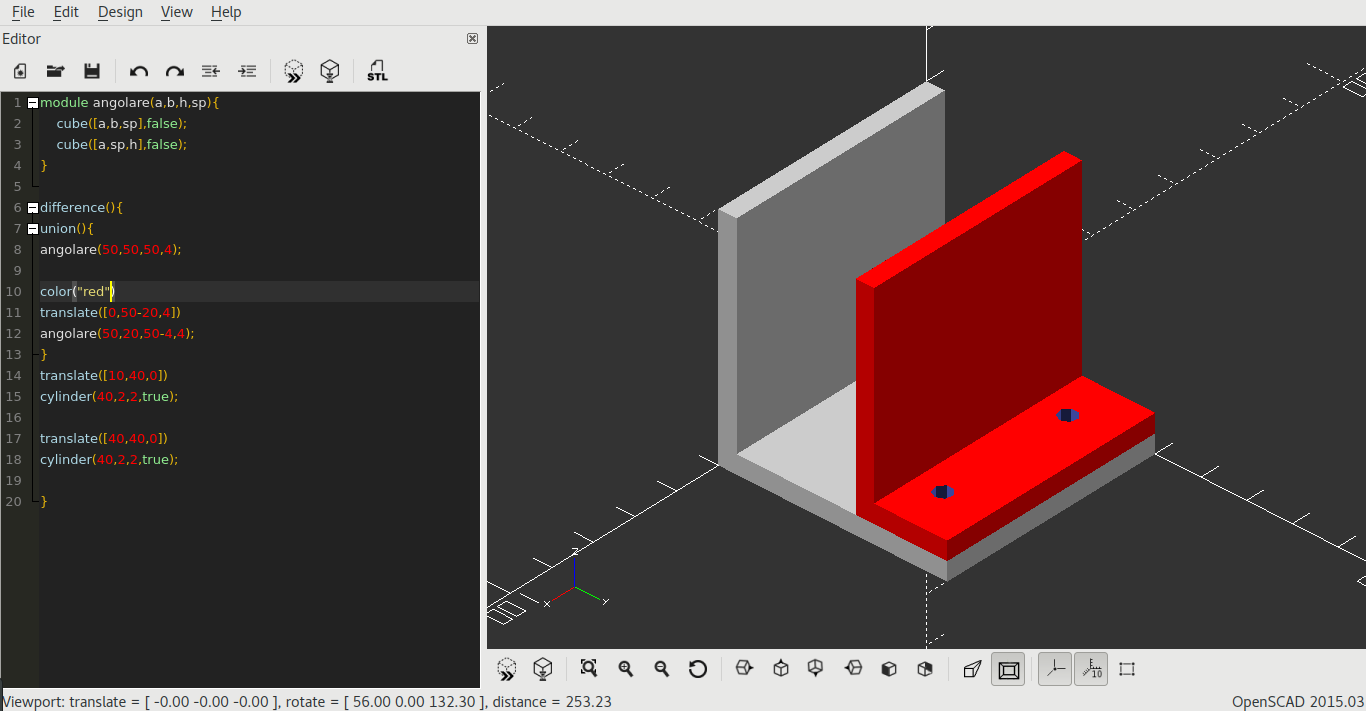 File Edit Design View Help
Editor
STL
1 module angolare(a,b,h,sp){
2 cube([a,b,sp],false);
3 cube([a,sp,h],false);
4 }
5
6 difference(){
7 union(){
8 angolare(50,50,50,4);
9
10 color("red")
11 translate([0,50-20,4])
12 angolare(50,20,50-4,4);
13 }
14 translate([10,40,0])
15 cylinder(40,2,2,true);
16
17 translate([40,40,0])
18 cylinder(40,2,2,true);
19
20 }
z
x
y
10
Viewport: translate = [ -0.00 -0.00 -0.00 ], rotate = [ 56.00 0.00 132.30 ], distance = 253.23
OpenSCAD 2015.03